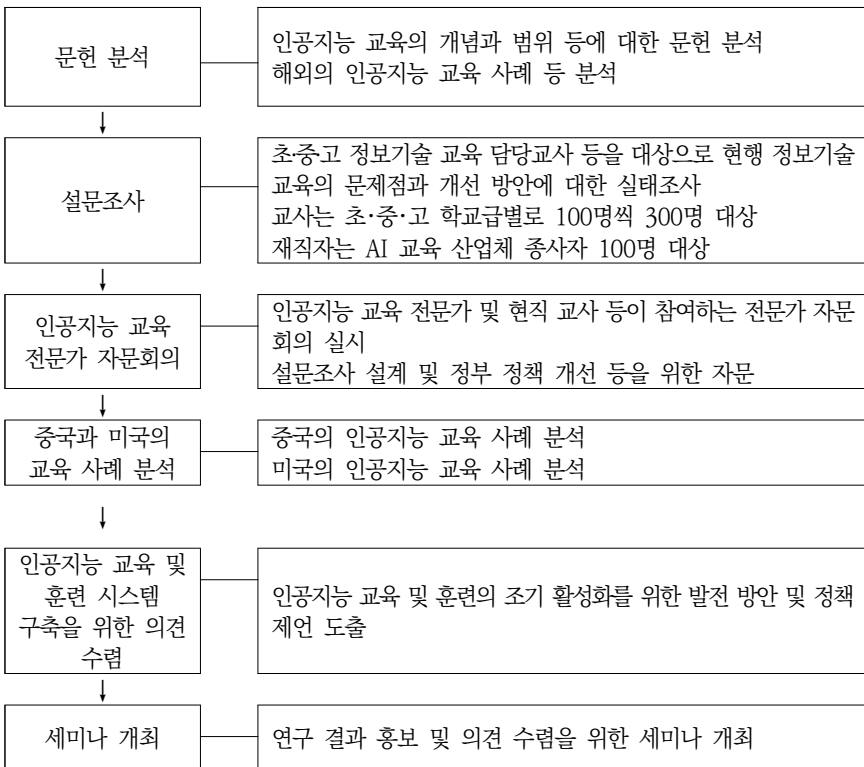 문헌 분석
인공지능 교육의 개념과 범위 등에 대한 문헌 분석
해외의 인공지능 교육 사례 등 분석
설문조사
초·중·고 정보기술 교육 담당교사 등을 대상으로 현행 정보기술
교육의 문제점과 개선 방안에 대한 실태조사
교사는 초·중·고 학교급별로 100명씩 300명 대상
재직자는 AI 교육 산업체 종사자 100명 대상
인공지능 교육
전문가 자문회의
인공지능 교육 전문가 및 현직 교사 등이 참여하는 전문가 자문
회의 실시
설문조사 설계 및 정부 정책 개선 등을 위한 자문
중국과 미국의
교육 사례 분석
중국의 인공지능 교육 사례 분석
미국의 인공지능 교육 사례 분석
인공지능 교육 및
훈련 시스템
구축을 위한 의견
수렴
인공지능 교육 및 훈련의 조기 활성화를 위한 발전 방안 및 정책
제언 도출
세미나 개최
연구 결과 홍보 및 의견 수렴을 위한 세미나 개최